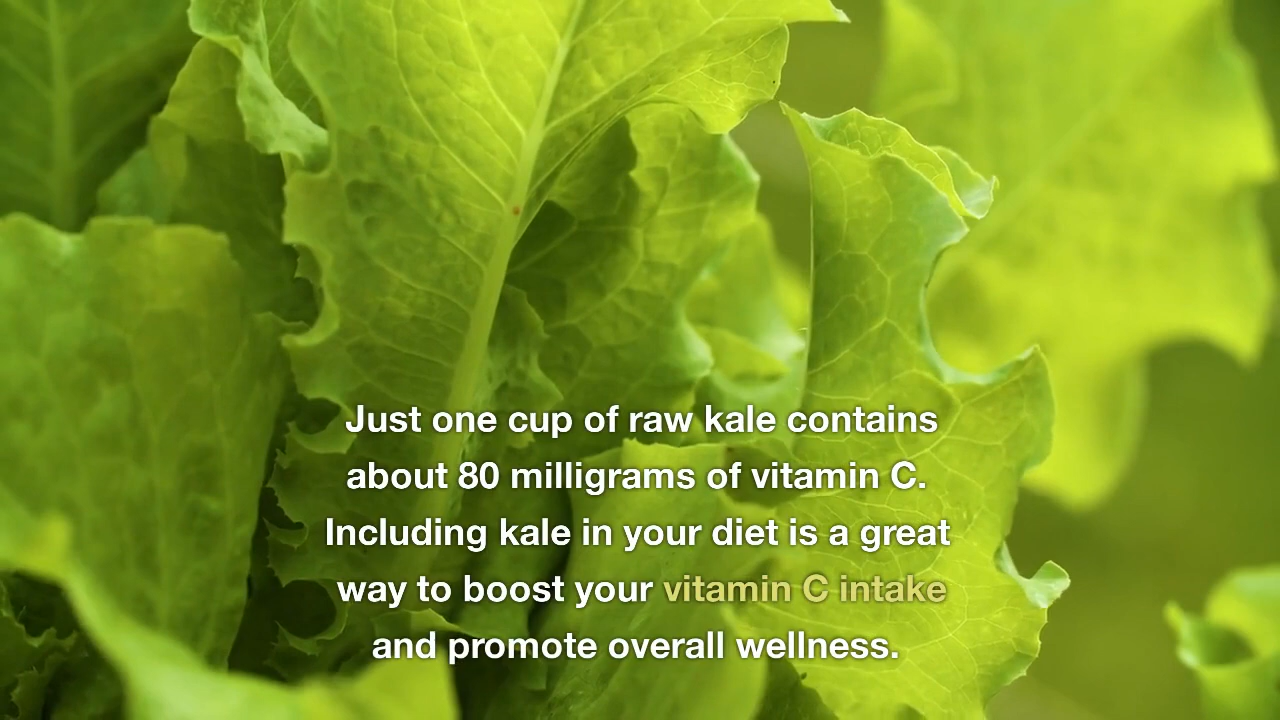 Just one cup of raw kale contains
about 80 milligrams of vitamin C.
Including kale in your diet is a great
way to boost your vitamin C intake
and promote overall wellness.